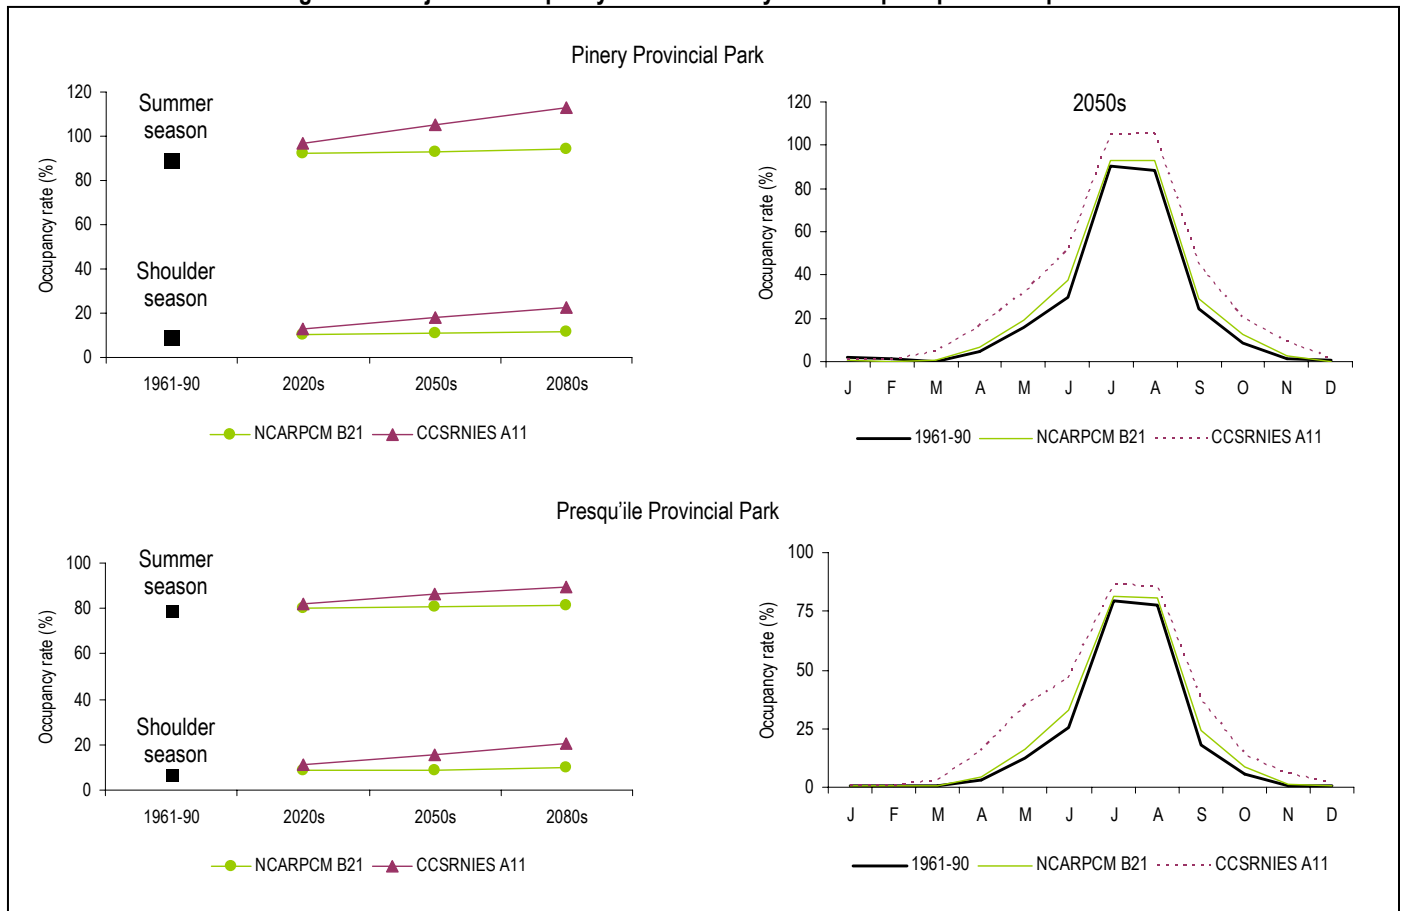 Pinery Provincial Park
120
100
80
60
40
20
0
Occupancy rate (%)
Summer
season
Shoulder
season
1961-90 2020s 2050s 2080s
NCARPCM B21 CCSRNIES A11
2050s
120
100
80
60
40
20
0
Occupancy rate (%)
J F M A M J J A S O N D
1961-90 NCARPCM B21 CCSRNIES A11
Presqu'ile Provincial Park
100
80
60
40
20
0
Occupancy rate (%)
Summer
season
Shoulder
season
1961-90 2020s 2050s 2080s
NCARPCM B21 CCSRNIES A11
100
75
50
25
0
Occupancy rate (%)
J F M A M J J A S O N D
1961-90 NCARPCM B21 CCSRNIES A11